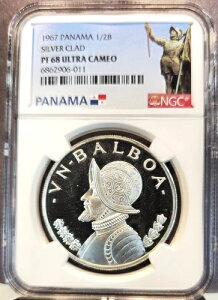 1967 PANAMA 1/2B
SILVER CLAD
PF 68 ULTRA CAMEO
6862906-011
PANAMA
NGC
·VN·BALBOA·